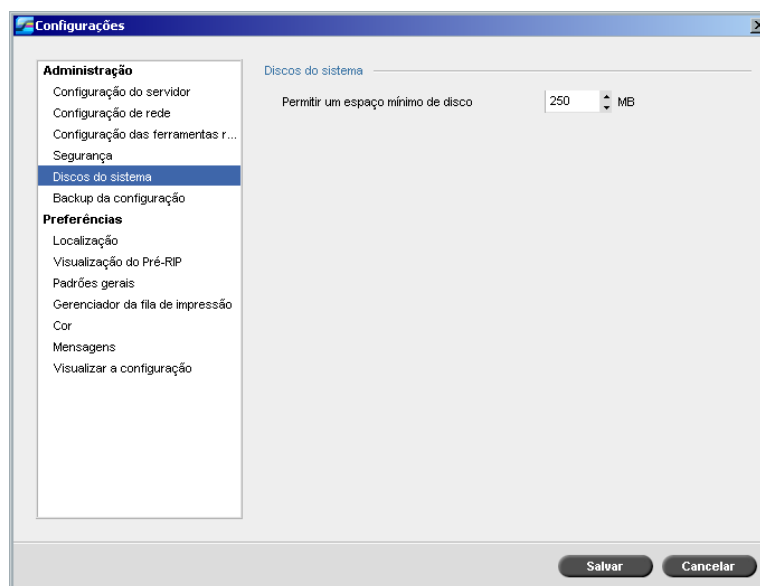 Configurações
Administração
Configuração do servidor
Configuração de rede
Configuração das ferramentas r...
Segurança
Discos do sistema
Backup da configuração
Preferências
Localização
Visualização do Pré-RIP
Padrões gerais
Gerenciador da fila de impressão
Cor
Mensagens
Visualizar a configuração
Discos do sistema
Permitir um espaço mínimo de disco 250 MB
Salvar Cancelar